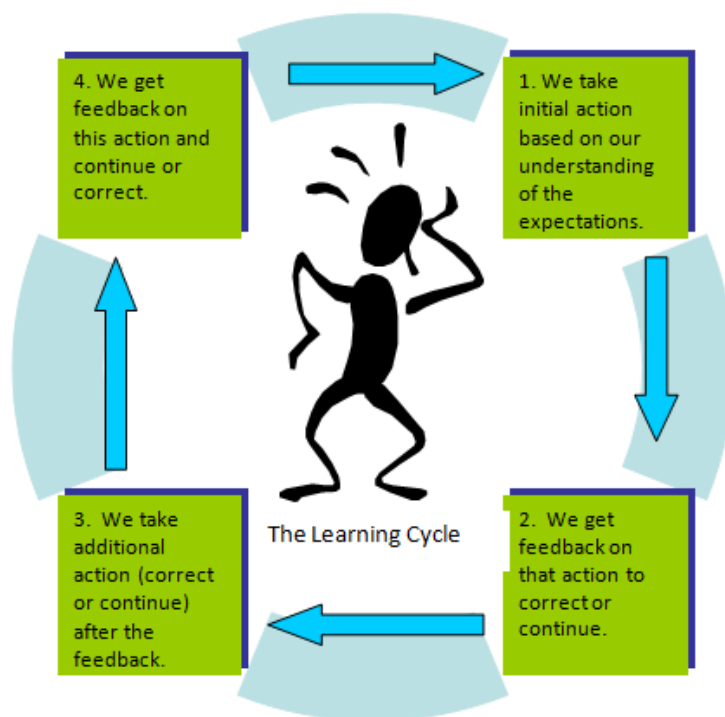 1. We take
initial action
based on our
understanding
of the
expectations.
2.  We get
feedback on
that action to
correct or
continue.
3.  We take
additional
action (correct
or continue)
after the
feedback.
4. We get
feedback on
this action and
continue or
correct.
The Learning Cycle